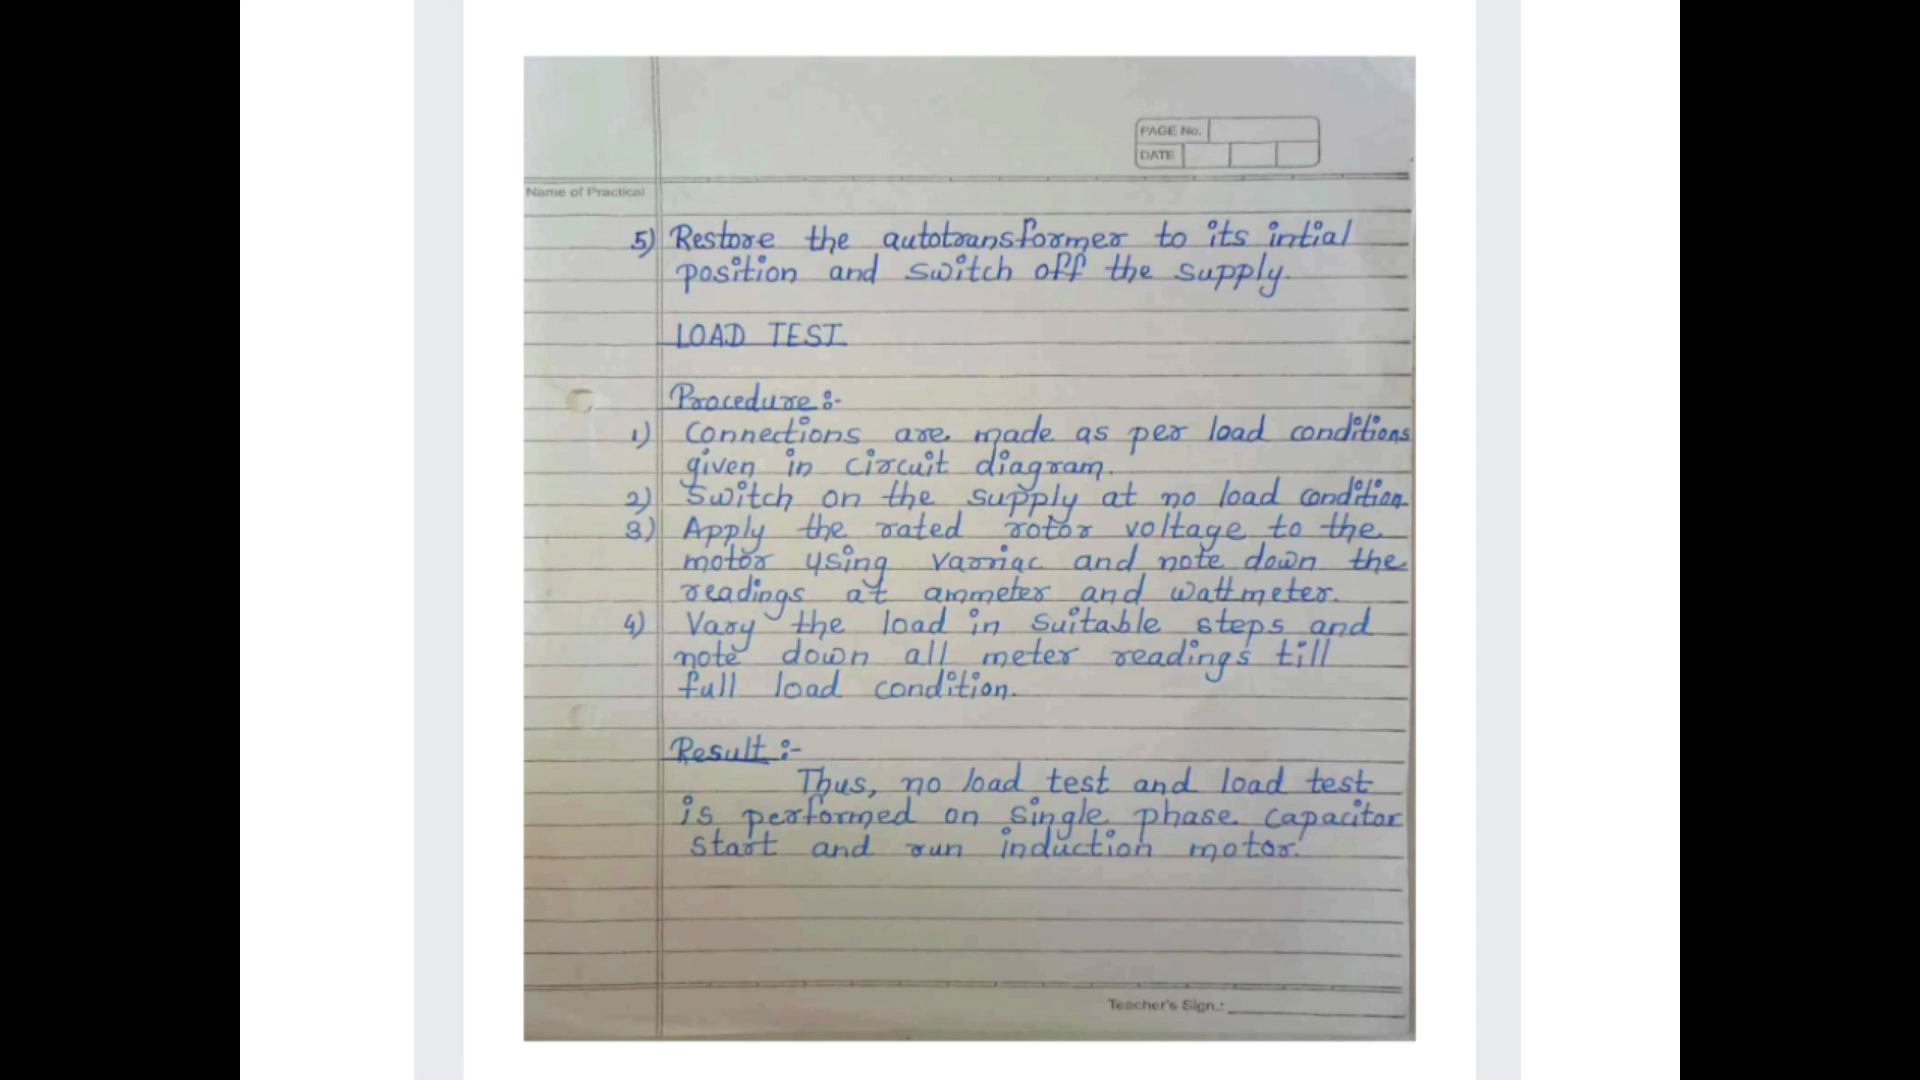 PAGE No.
DATE
Name of Practical
5) Restore the autotransformer to its intial
position and switch off the supply.
LOAD TEST
Procedure :-
1) Connections are made as per load conditions
given in circuit diagram.
2) Switch on the supply at no load condition.
3) Apply the rated rotor voltage to the
motor using varriac and note down the
readings at ammeter and wattmeter.
4) Vary the load in suitable steps and
note down all meter readings till
full load condition.
Result :-
Thus, no load test and load test
is performed on single phase capacitor
start and run induction motor.
Teacher's Sign.: